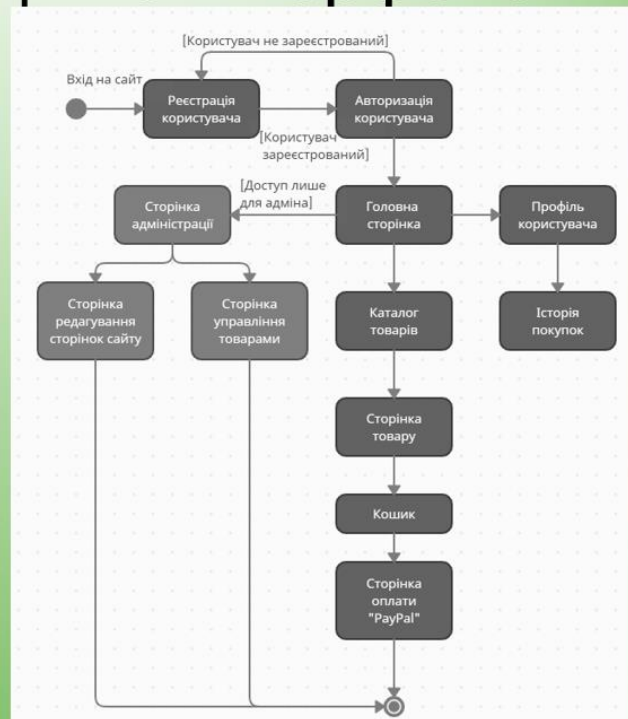 [Користувач не зареєстрований]
Вхід на сайт
Реєстрація
користувача
Авторизація
користувача
[Користувач
зареєстрований]
[Доступ лише
для адміна]
Сторінка
адміністрації
Головна
сторінка
Профіль
користувача
Сторінка
редагування
сторінок сайту
Сторінка
управління
товарами
Каталог
товарів
Історія
покупок
Сторінка
товару
Кошик
Сторінка
оплати
"PayPal"